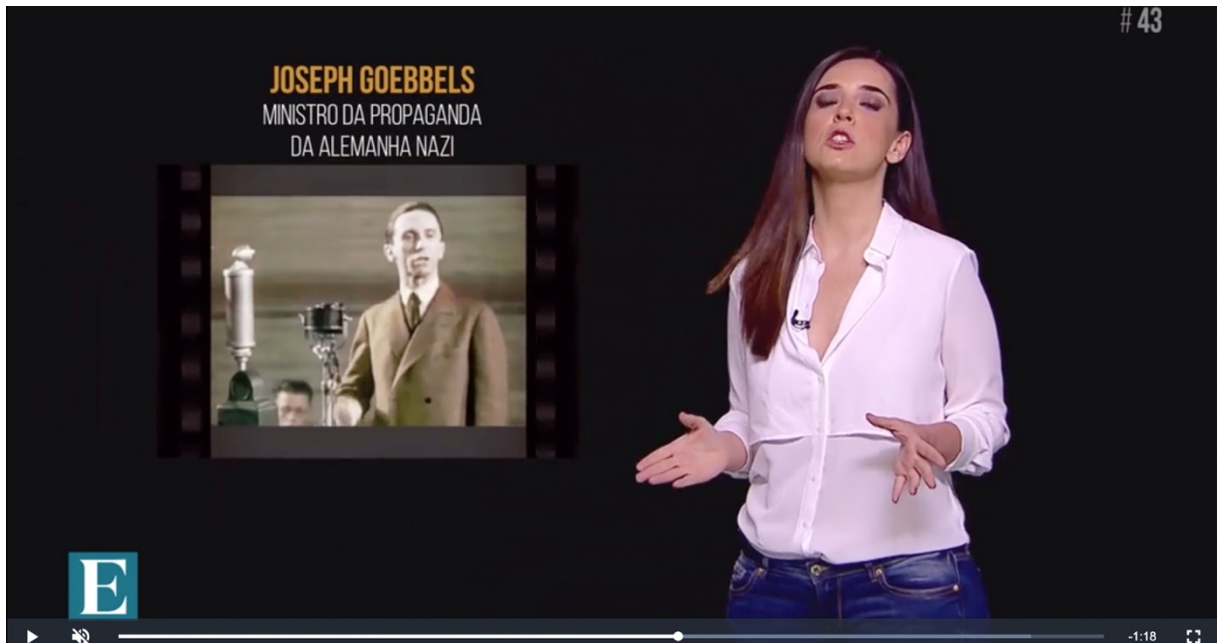 # 43
JOSEPH GOEBBELS
MINISTRO DA PROPAGANDA
DA ALEMANHA NAZI
E
-1:18